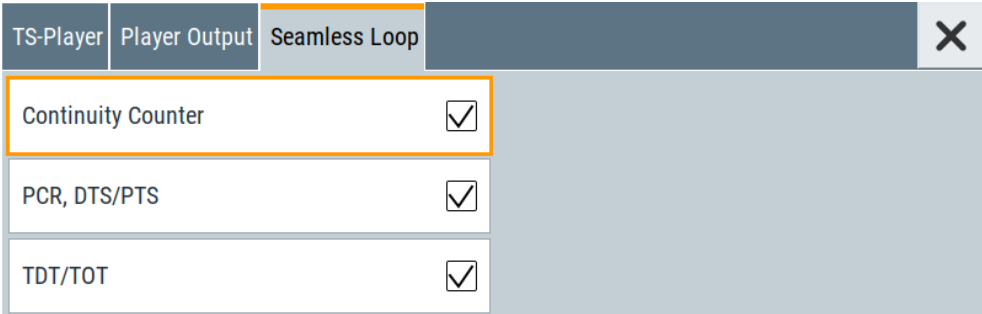 TS-Player Player Output Seamless Loop
Continuity Counter
PCR, DTS/PTS
TDT/TOT